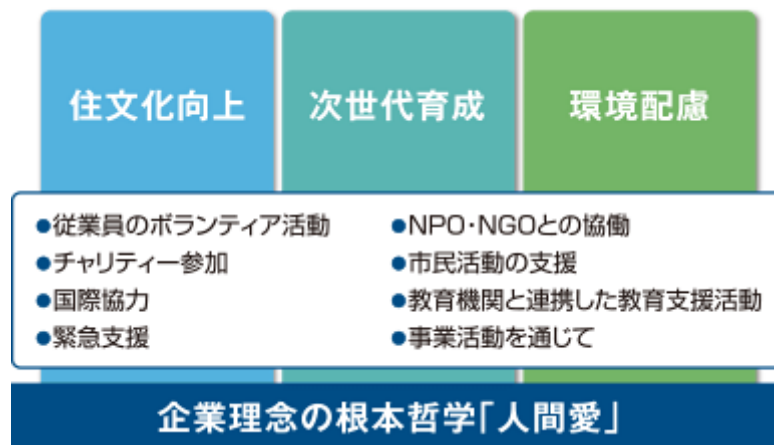 住文化向上
次世代育成
環境配慮
●従業員のボランティア活動
●チャリティー参加
●国際協力
●緊急支援
●NPO・NGOとの協働
●市民活動の支援
●教育機関と連携した教育支援活動
●事業活動を通じて
企業理念の根本哲学「人間愛」